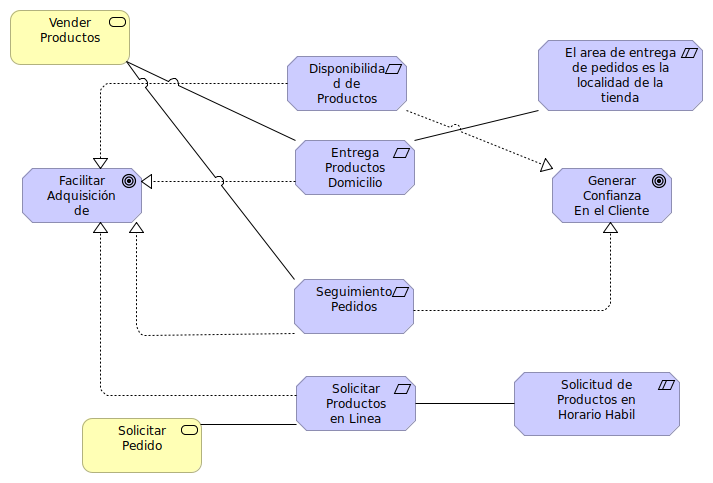 Vender
Productos
Disponibilida
d de
Productos
El area de entrega
de pedidos es la
localidad de la
tienda
Entrega
Productos
Domicilio
Facilitar
Adquisición
de
Generar
Confianza
En el Cliente
Seguimiento
Pedidos
Solicitar
Productos
en Linea
Solicitud de
Productos en
Horario Habil
Solicitar
Pedido